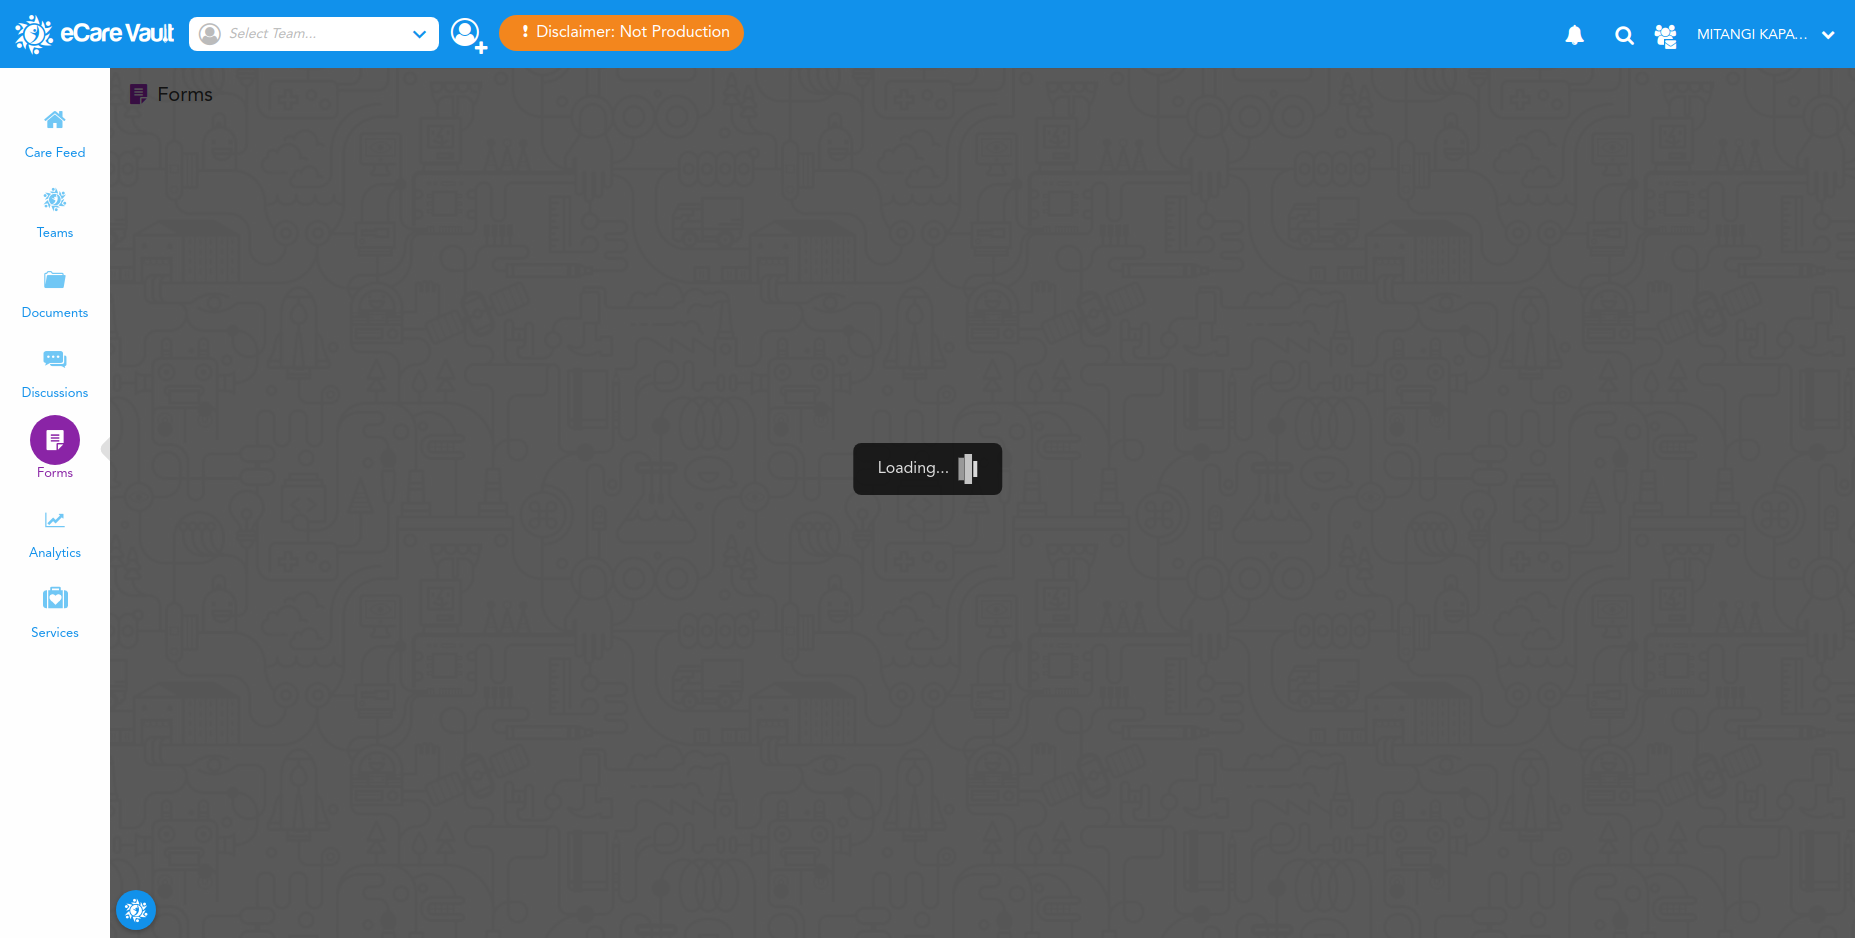 eCare Vault
Select Team...
Disclaimer: Not Production
MITANGI KAPA...
Forms
Care Feed
Teams
Documents
Discussions
Forms
Analytics
Services
Loading...